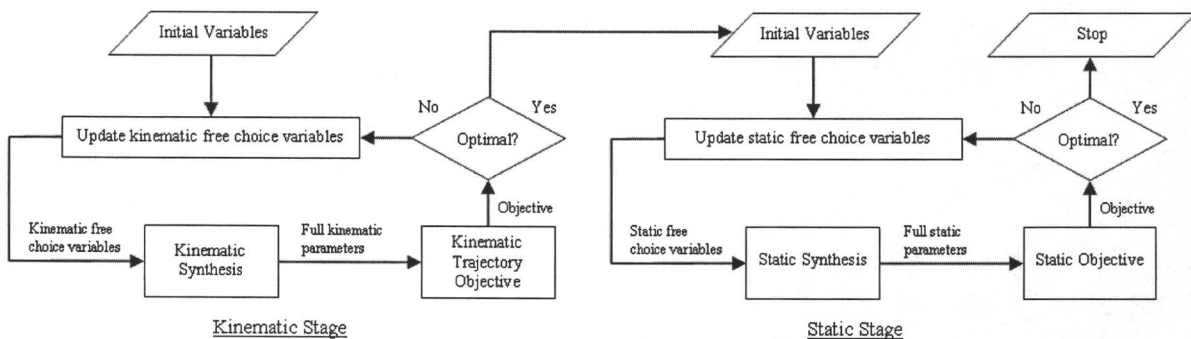 Initial Variables
No
Yes
Update kinematic free choice variables
Optimal?
Kinematic free
choice variables
Kinematic
Synthesis
Full kinematic
parameters
Kinematic
Trajectory
Objective
Objective
Kinematic Stage
Initial Variables
Stop
No
Yes
Update static free choice variables
Optimal?
Static free
choice variables
Static Synthesis
Full static
parameters
Static Objective
Objective
Static Stage